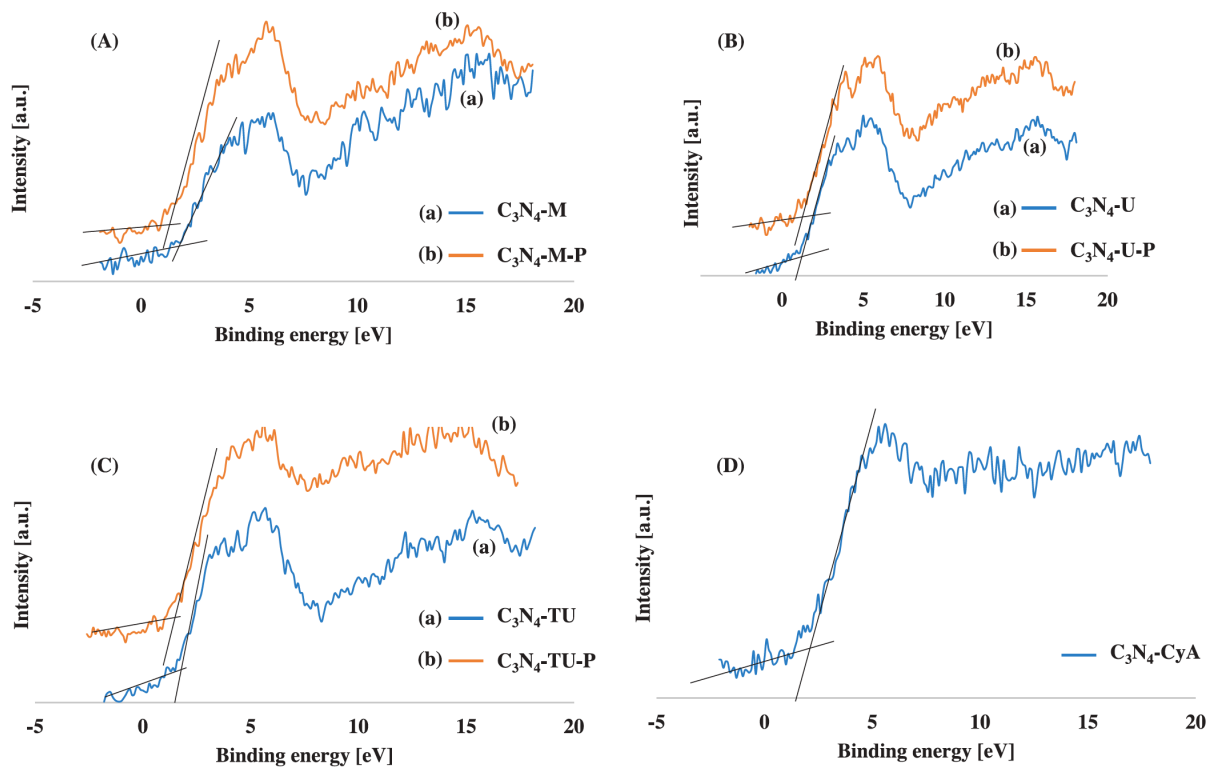 (A)
(b)
(a)
Intensity [a.u.]
(a) C₃N₄-M
(b) C₃N₄-M-P
-5 0 5 10 15 20
Binding energy [eV]
(B)
(b)
(a)
Intensity [a.u.]
(a) C₃N₄-U
(b) C₃N₄-U-P
-5 0 5 10 15 20
Binding energy [eV]
(C)
(b)
(a)
Intensity [a.u.]
(a) C₃N₄-TU
(b) C₃N₄-TU-P
-5 0 5 10 15 20
Binding energy [eV]
(D)
Intensity [a.u.]
C₃N₄-CyA
-5 0 5 10 15 20
Binding energy [eV]